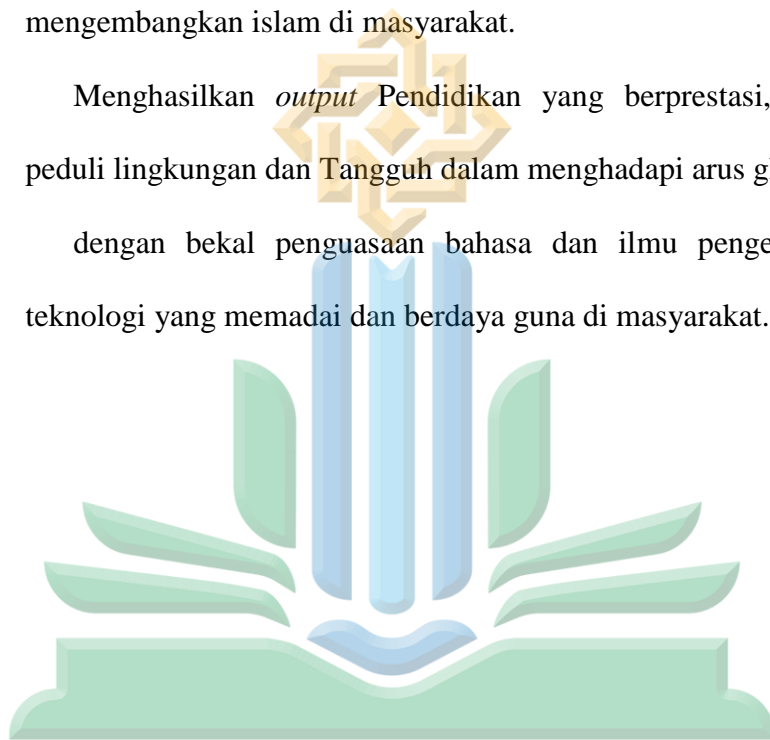 mengembangkan islam di masyarakat.
Menghasilkan output Pendidikan yang berprestasi,
peduli lingkungan dan Tangguh dalam menghadapi arus
dengan bekal penguasaan bahasa dan ilmu
teknologi yang memadai dan berdaya guna di masyarakat.